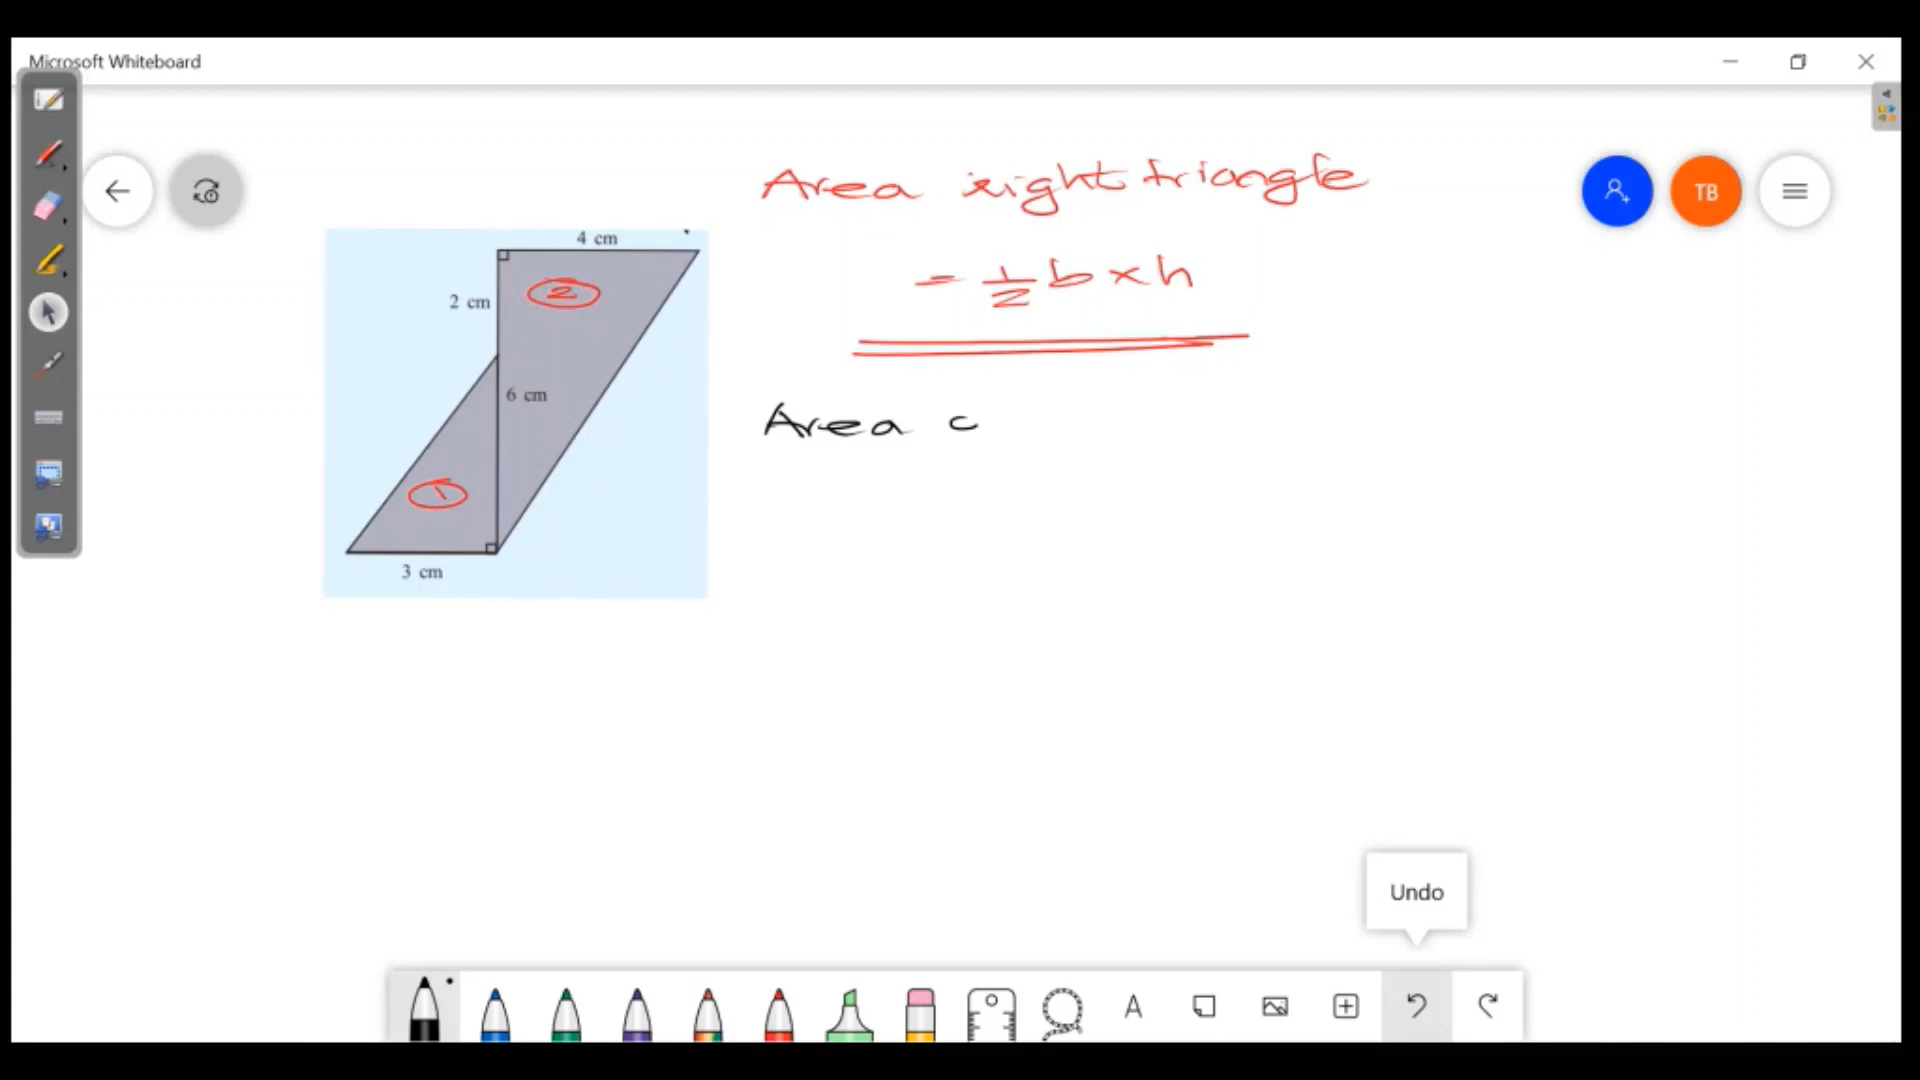 Microsoft Whiteboard
TB
Area right triangle
= 1/2 b x h
Area c
4 cm
2 cm
2
6 cm
1
3 cm
Undo
A